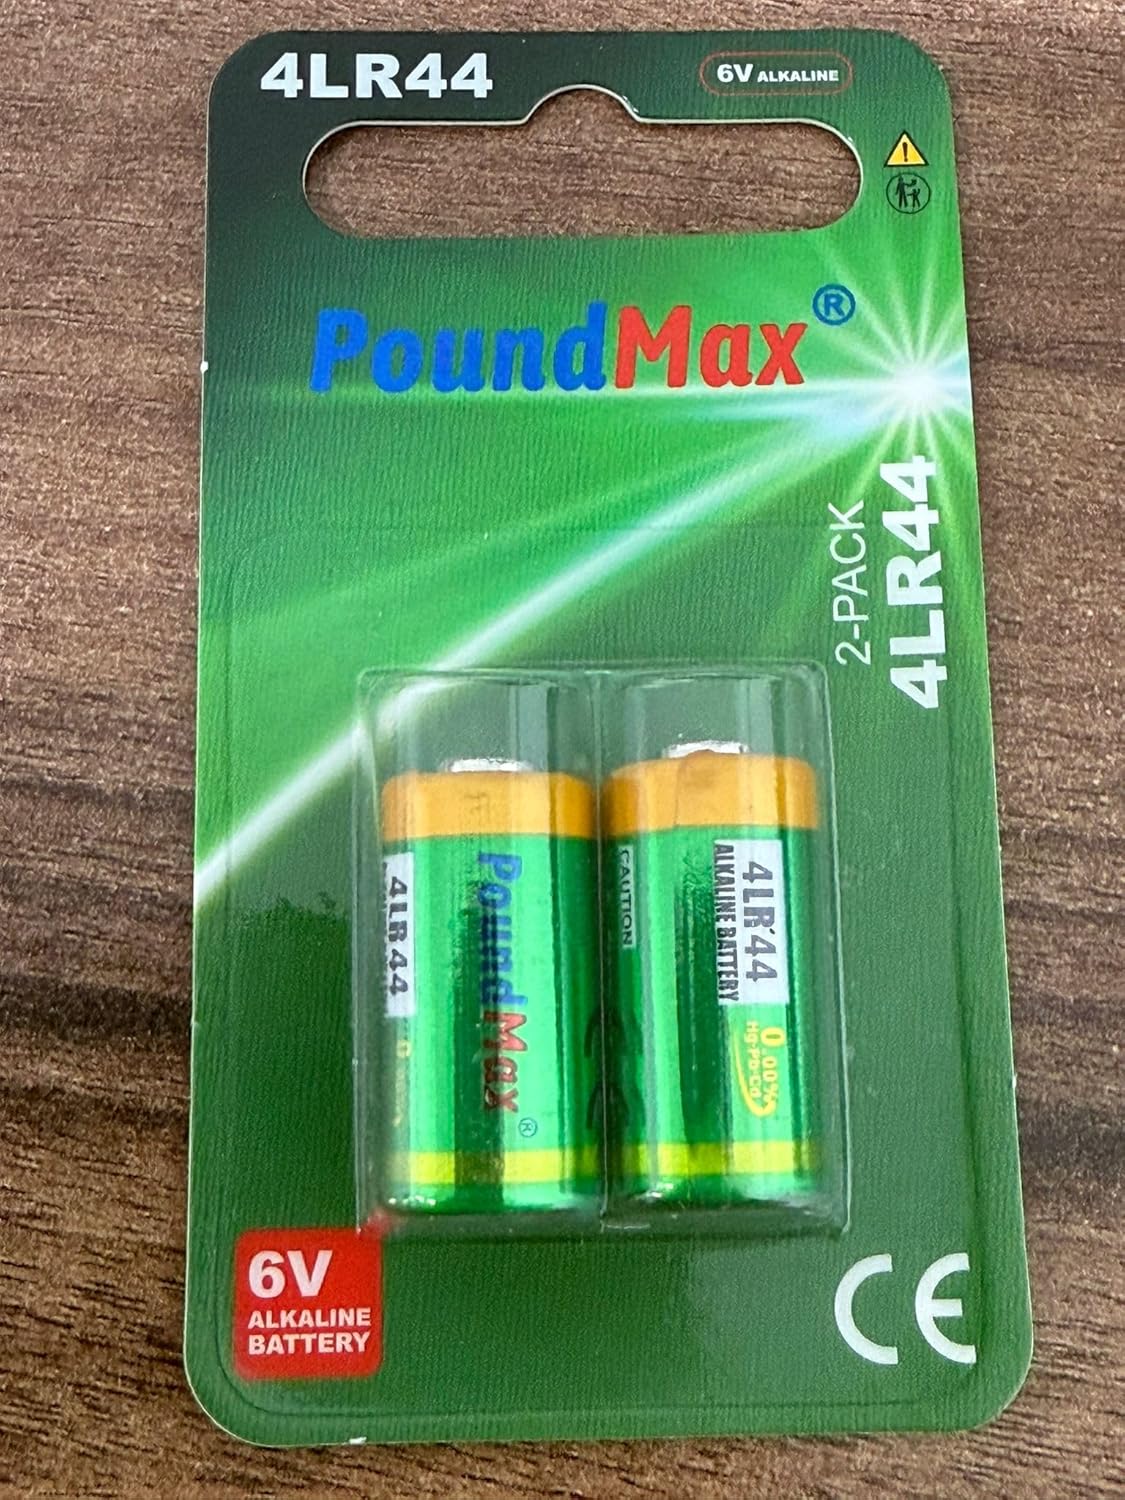 4LR44
6V ALKALINE
PoundMax®
2-PACK
4LR44
4LR44
PoundMax®
CAUTION
4LR44
ALKALINE BATTERY
0.00%
Hg-Pb-Cd
6V
ALKALINE
BATTERY
CE